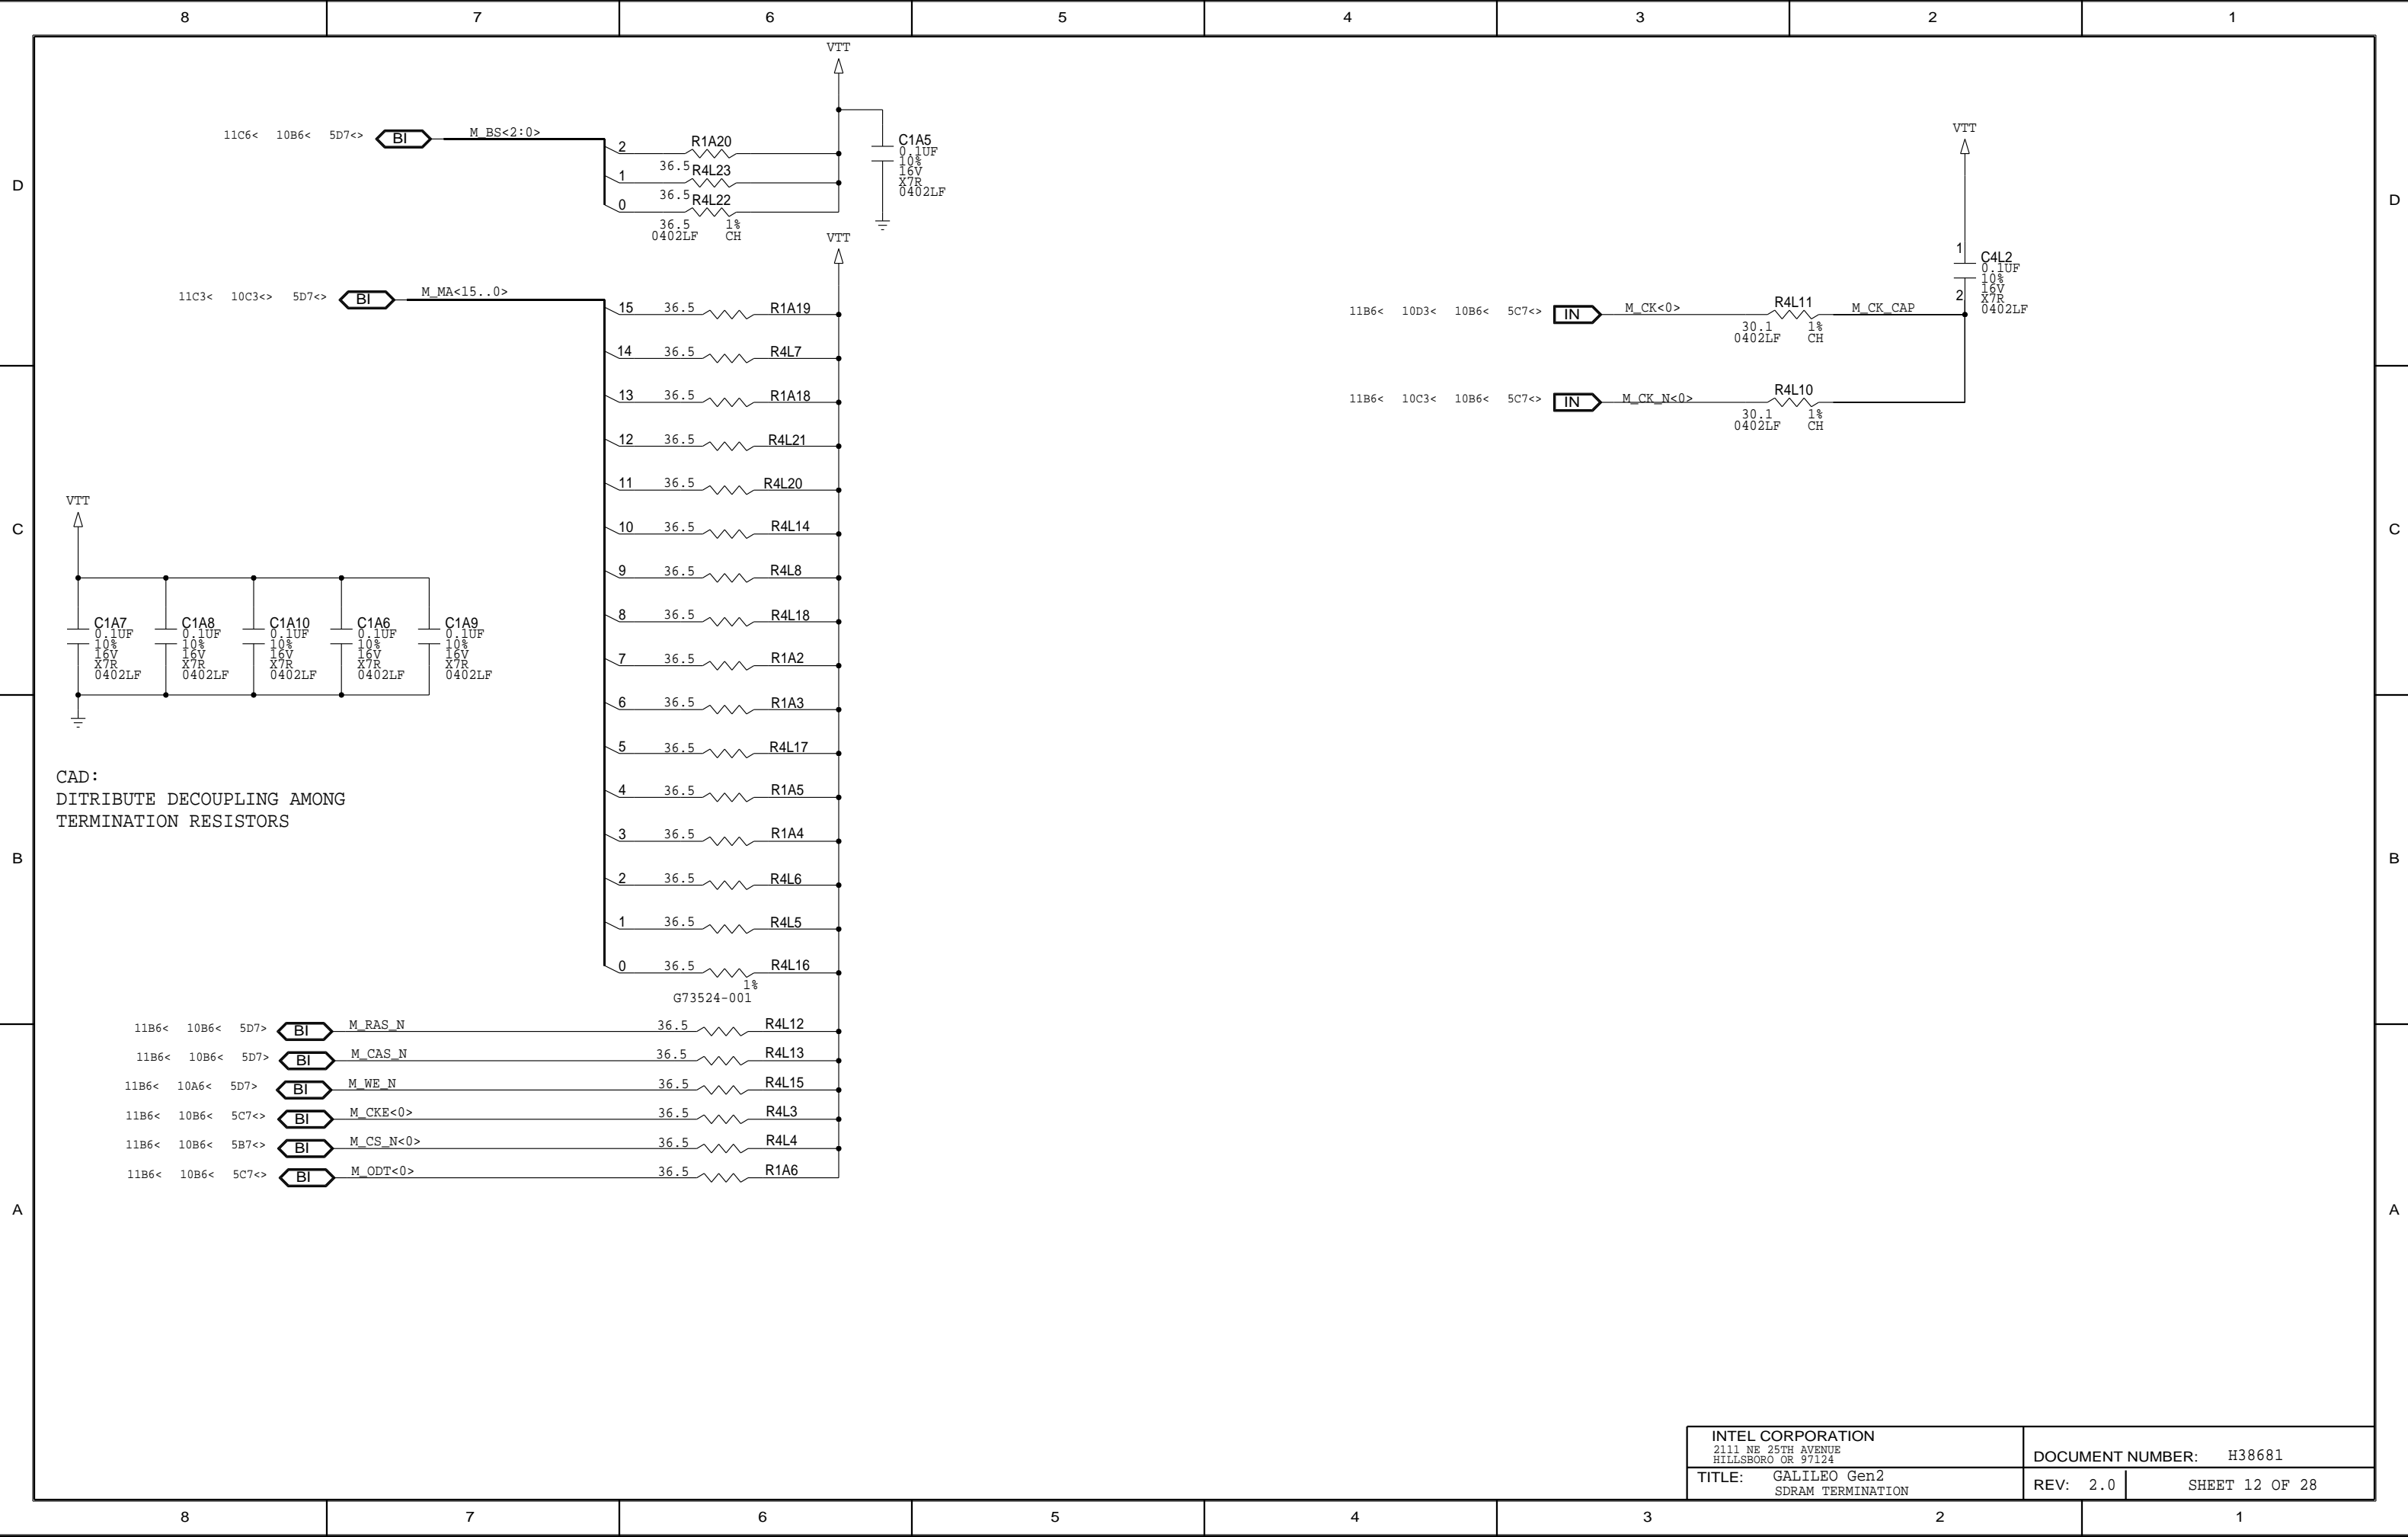 8 7 6 5 4 3 2 1
VTT
11C6< 10B6< 5D7<> BI M_BS<2:0>
2 R1A20
36.5
1 R4L23
36.5
0 R4L22
36.5 1%
0402LF CH
C1A5
0.1UF
10%
16V
X7R
0402LF
VTT
C4L2
0.1UF
10%
16V
X7R
0402LF
1
2
D
D
VTT
11C3< 10C3<> 5D7<> BI M_MA<15..0>
15 36.5 R1A19
14 36.5 R4L7
13 36.5 R1A18
12 36.5 R4L21
11 36.5 R4L20
10 36.5 R4L14
9 36.5 R4L8
8 36.5 R4L18
7 36.5 R1A2
6 36.5 R1A3
5 36.5 R4L17
4 36.5 R1A5
3 36.5 R1A4
2 36.5 R4L6
1 36.5 R4L5
0 36.5 R4L16
1%
G73524-001
11B6< 10D3< 10B6< 5C7<> IN M_CK<0> R4L11 M_CK_CAP
30.1 1%
0402LF CH
11B6< 10C3< 10B6< 5C7<> IN M_CK_N<0> R4L10
30.1 1%
0402LF CH
C
C
VTT
C1A7 C1A8 C1A10 C1A6 C1A9
0.1UF 0.1UF 0.1UF 0.1UF 0.1UF
10% 10% 10% 10% 10%
16V 16V 16V 16V 16V
X7R X7R X7R X7R X7R
0402LF 0402LF 0402LF 0402LF 0402LF
CAD:
DITRIBUTE DECOUPLING AMONG
TERMINATION RESISTORS
B
B
11B6< 10B6< 5D7> BI M_RAS_N 36.5 R4L12
11B6< 10B6< 5D7> BI M_CAS_N 36.5 R4L13
11B6< 10A6< 5D7> BI M_WE_N 36.5 R4L15
11B6< 10B6< 5C7<> BI M_CKE<0> 36.5 R4L3
11B6< 10B6< 5B7<> BI M_CS_N<0> 36.5 R4L4
11B6< 10B6< 5C7<> BI M_ODT<0> 36.5 R1A6
A
A
INTEL CORPORATION
2111 NE 25TH AVENUE
HILLSBORO OR 97124
DOCUMENT NUMBER: H38681
TITLE: GALILEO Gen2
SDRAM TERMINATION
REV: 2.0 SHEET 12 OF 28
8 7 6 5 4 3 2 1